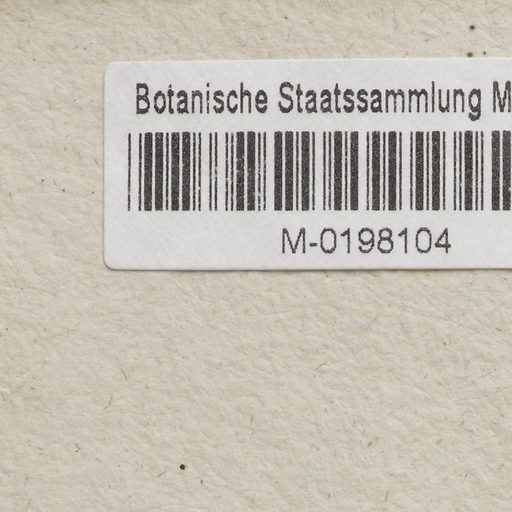 Botanische Staatssammlung M
M-0198104